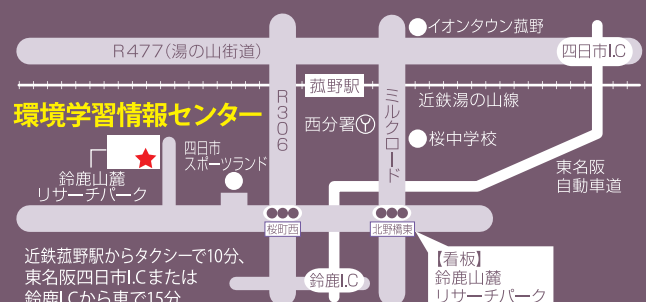 イオンタウン菰野
R477(湯の山街道)
四日市I.C
菰野駅
近鉄湯の山線
環境学習情報センター
R306
ミルクロード
西分署
桜中学校
四日市
スポーツランド
鈴鹿山麓
リサーチパーク
東名阪
自動車道
桜町西
北野橋東
近鉄菰野駅からタクシーで10分、
東名阪四日市I.Cまたは
鈴鹿I.Cから車で15分
鈴鹿I.C
【看板】
鈴鹿山麓
リサーチパーク